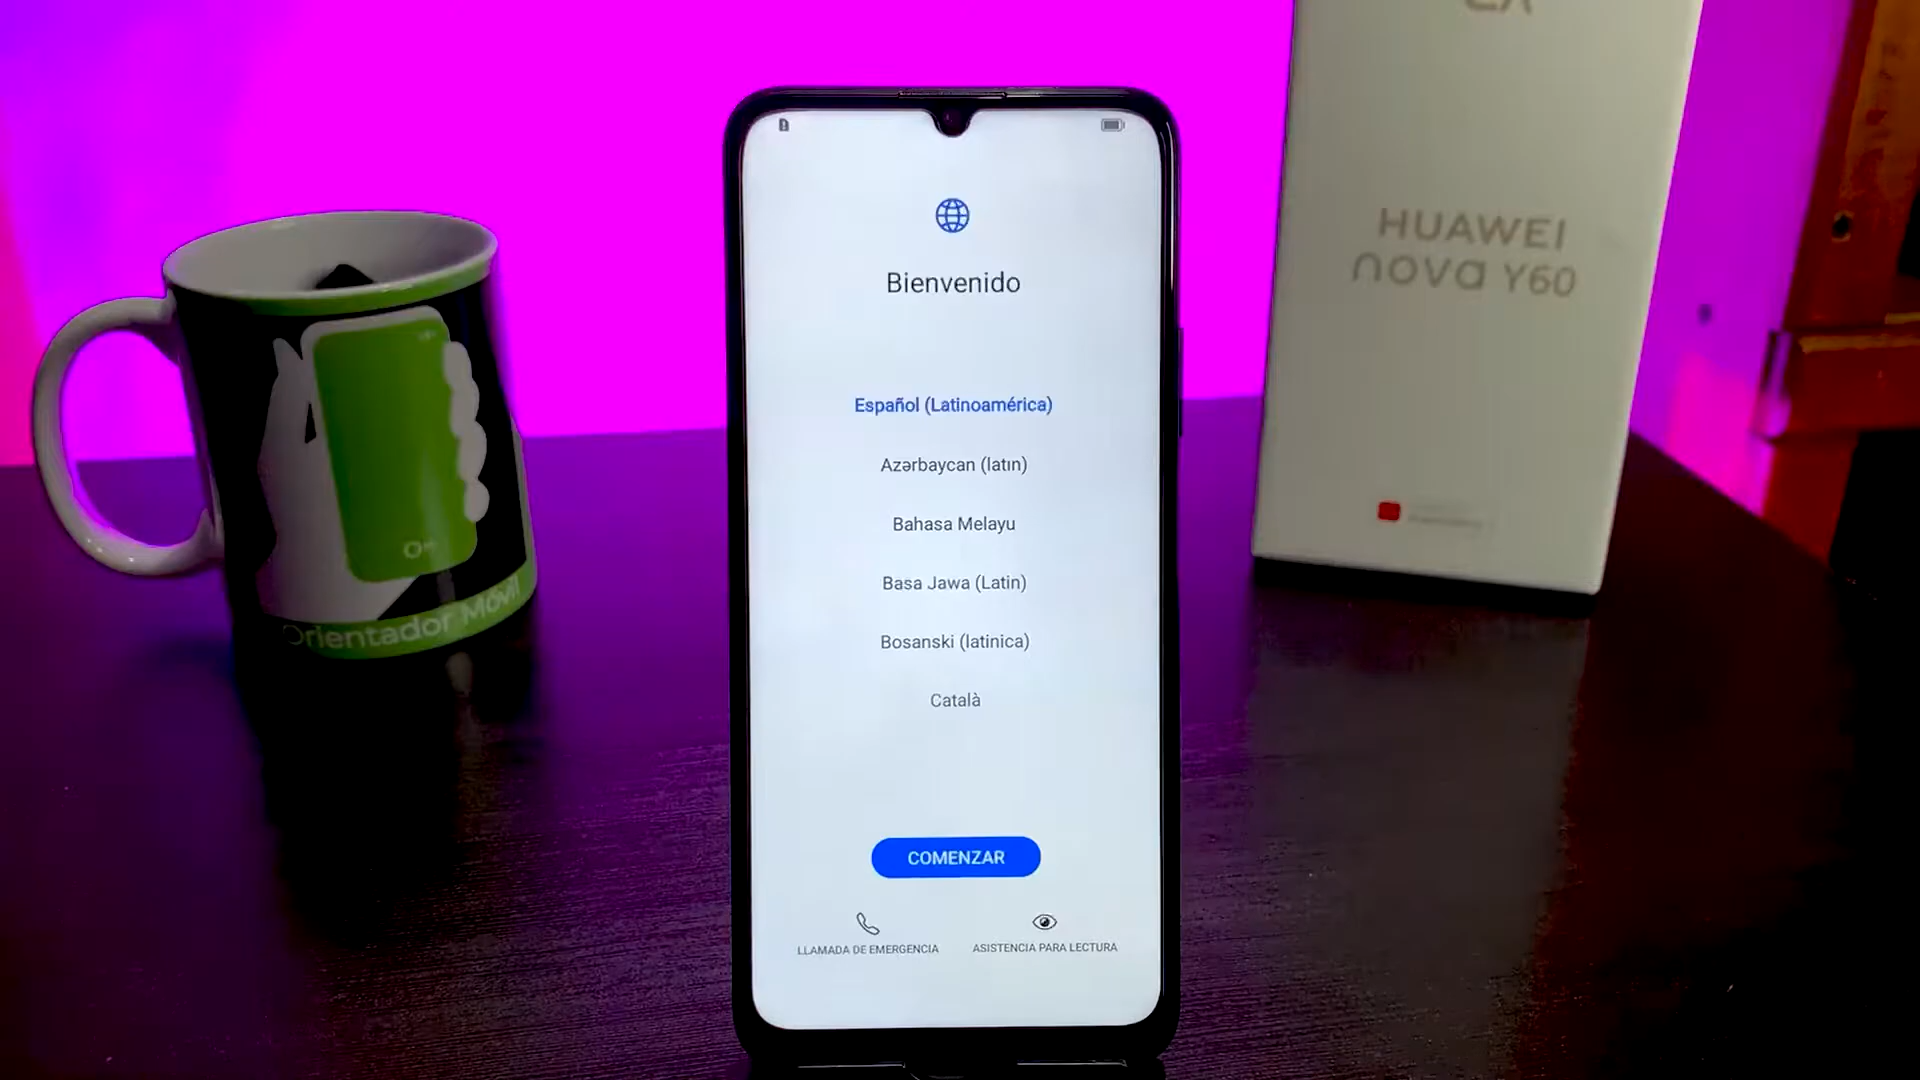 Bienvenido
Español (Latinoamérica)
Azərbaycan (latın)
Bahasa Melayu
Basa Jawa (Latin)
Bosanski (latinica)
Català
COMENZAR
LLAMADA DE EMERGENCIA
ASISTENCIA PARA LECTURA
Orientador Móvil
HUAWEI
nova Y60